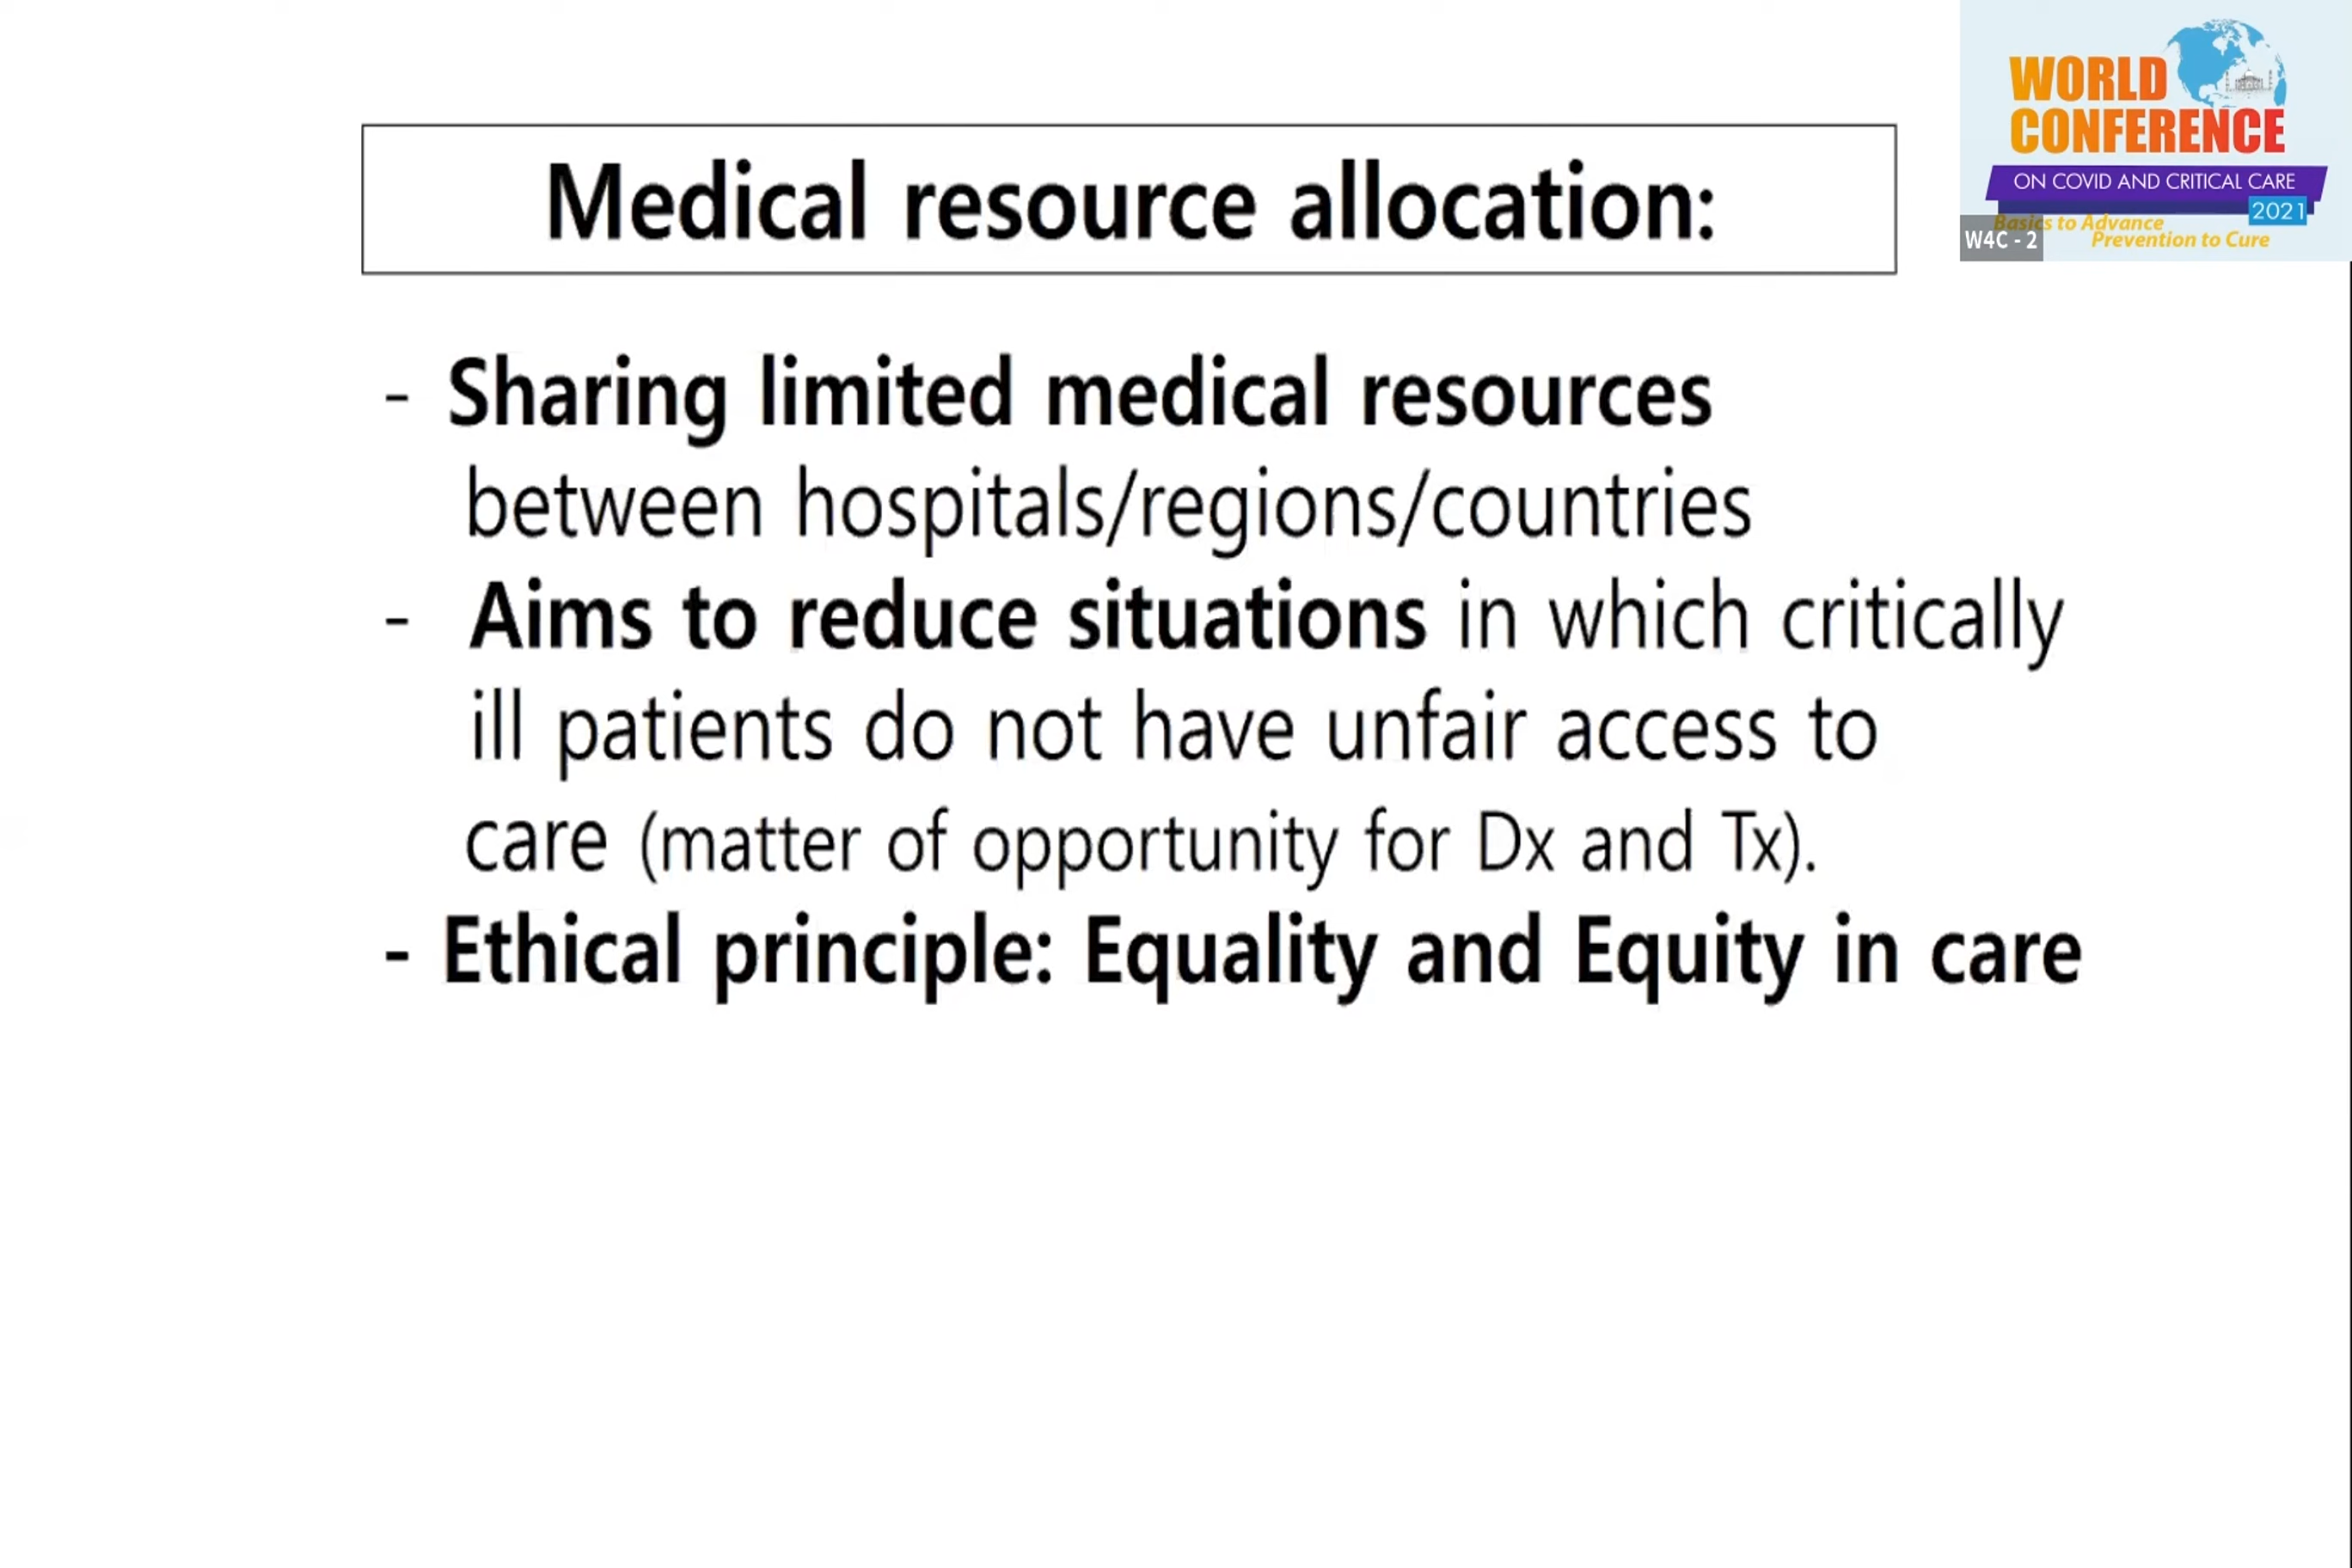 WORLD
CONFERENCE
ON COVID AND CRITICAL CARE
2021
Basics to Advance
Prevention to Cure
W4C - 2
Medical resource allocation:
- Sharing limited medical resources
between hospitals/regions/countries
- Aims to reduce situations in which critically
ill patients do not have unfair access to
care (matter of opportunity for Dx and Tx).
- Ethical principle: Equality and Equity in care